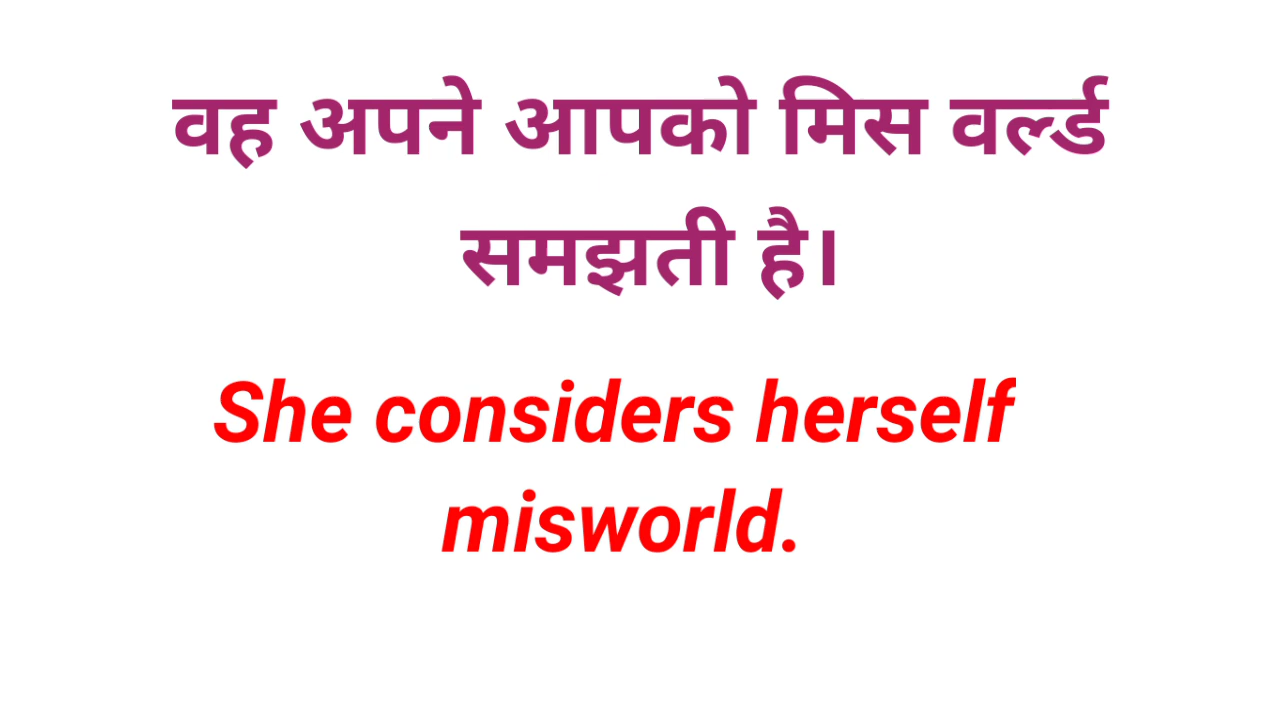 वह अपने आपको मिस वर्ल्ड
समझती है।
She considers herself
misworld.